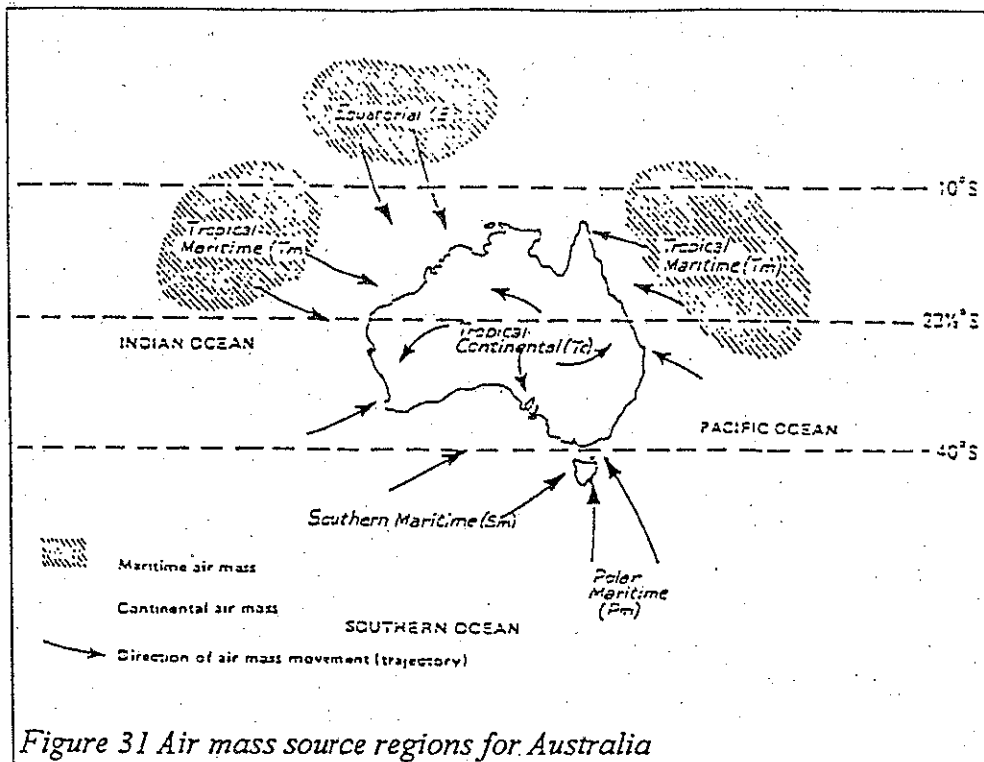 Equatorial (E)
10°S
Tropical
Maritime (Tm)
Tropical
Maritime (Tm)
23½°S
INDIAN OCEAN
Tropical
Continental (Tc)
PACIFIC OCEAN
40°S
Southern Maritime (Sm)
Maritime air mass
Polar
Maritime
(Pm)
Continental air mass
SOUTHERN OCEAN
Direction of air mass movement (trajectory)
Figure 31 Air mass source regions for Australia